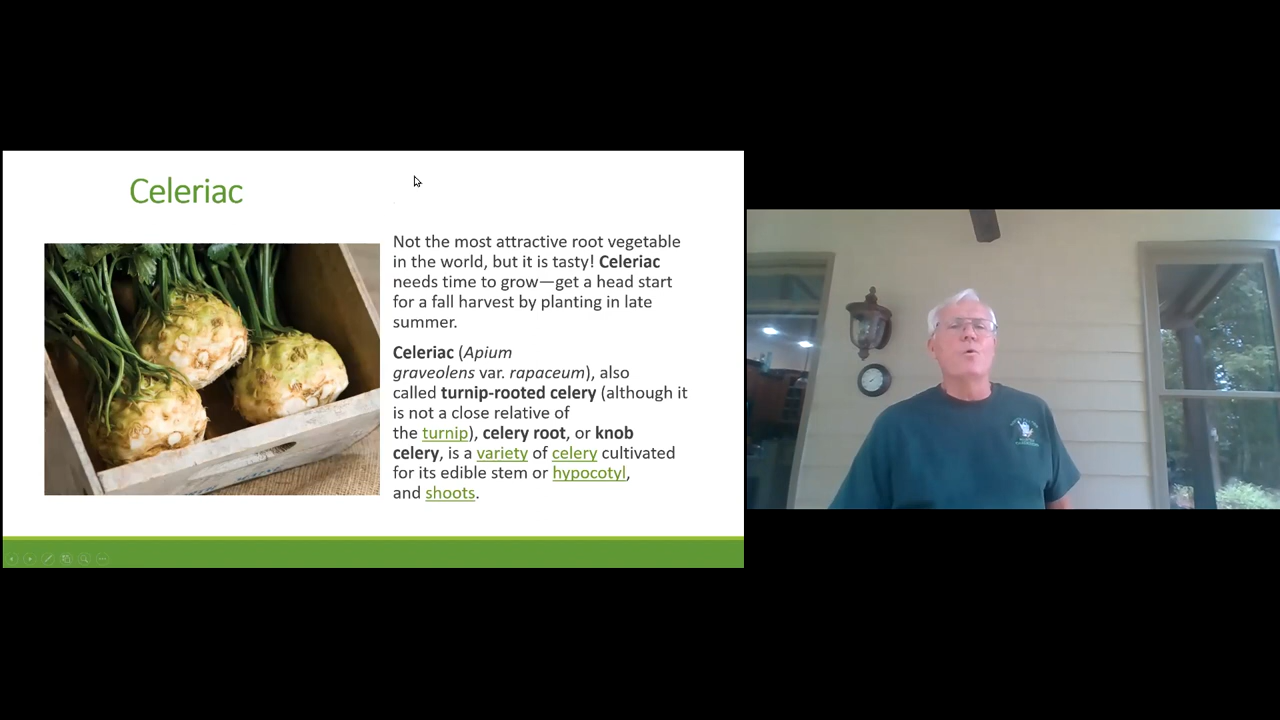 Celeriac
Not the most attractive root vegetable
in the world, but it is tasty! Celeriac
needs time to grow—get a head start
for a fall harvest by planting in late
summer.
Celeriac (Apium
graveolens var. rapaceum), also
called turnip-rooted celery (although it
is not a close relative of
the turnip), celery root, or knob
celery, is a variety of celery cultivated
for its edible stem or hypocotyl,
and shoots.